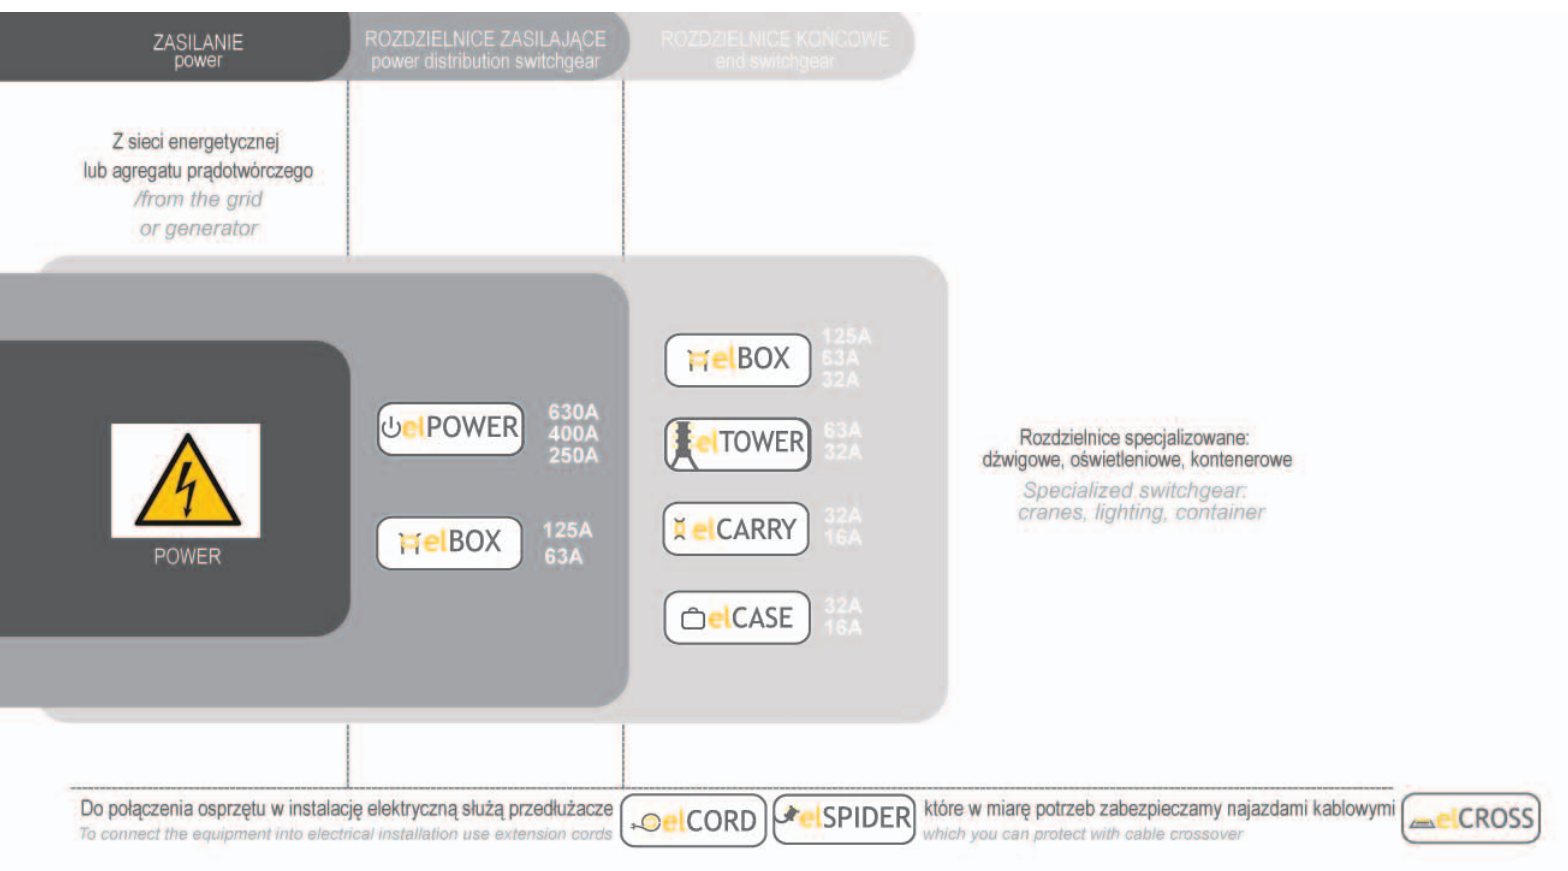 ZASILANIE
power
ROZDZIELNICE ZASILAJĄCE
power distribution switchgear
ROZDZIELNICE KOŃCOWE
end switchgear
Z sieci energetycznej
lub agregatu prądotwórczego
/from the grid
or generator
POWER
elPOWER
630A
400A
250A
elBOX
125A
63A
elBOX
125A
63A
32A
elTOWER
63A
32A
elCARRY
32A
16A
elCASE
32A
16A
Rozdzielnice specjalizowane:
dźwigowe, oświetleniowe, kontenerowe
Specialized switchgear:
cranes, lighting, container
Do połączenia osprzętu w instalację elektryczną służą przedłużacze
To connect the equipment into electrical installation use extension cords
elCORD
elSPIDER
które w miarę potrzeb zabezpieczamy najazdami kablowymi
which you can protect with cable crossover
elCROSS